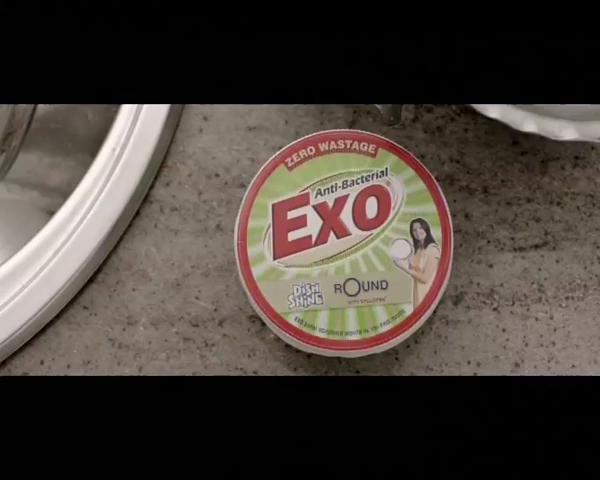 ZERO WASTAGE
Anti-Bacterial
EXO
DISH
SHINE
ROUND